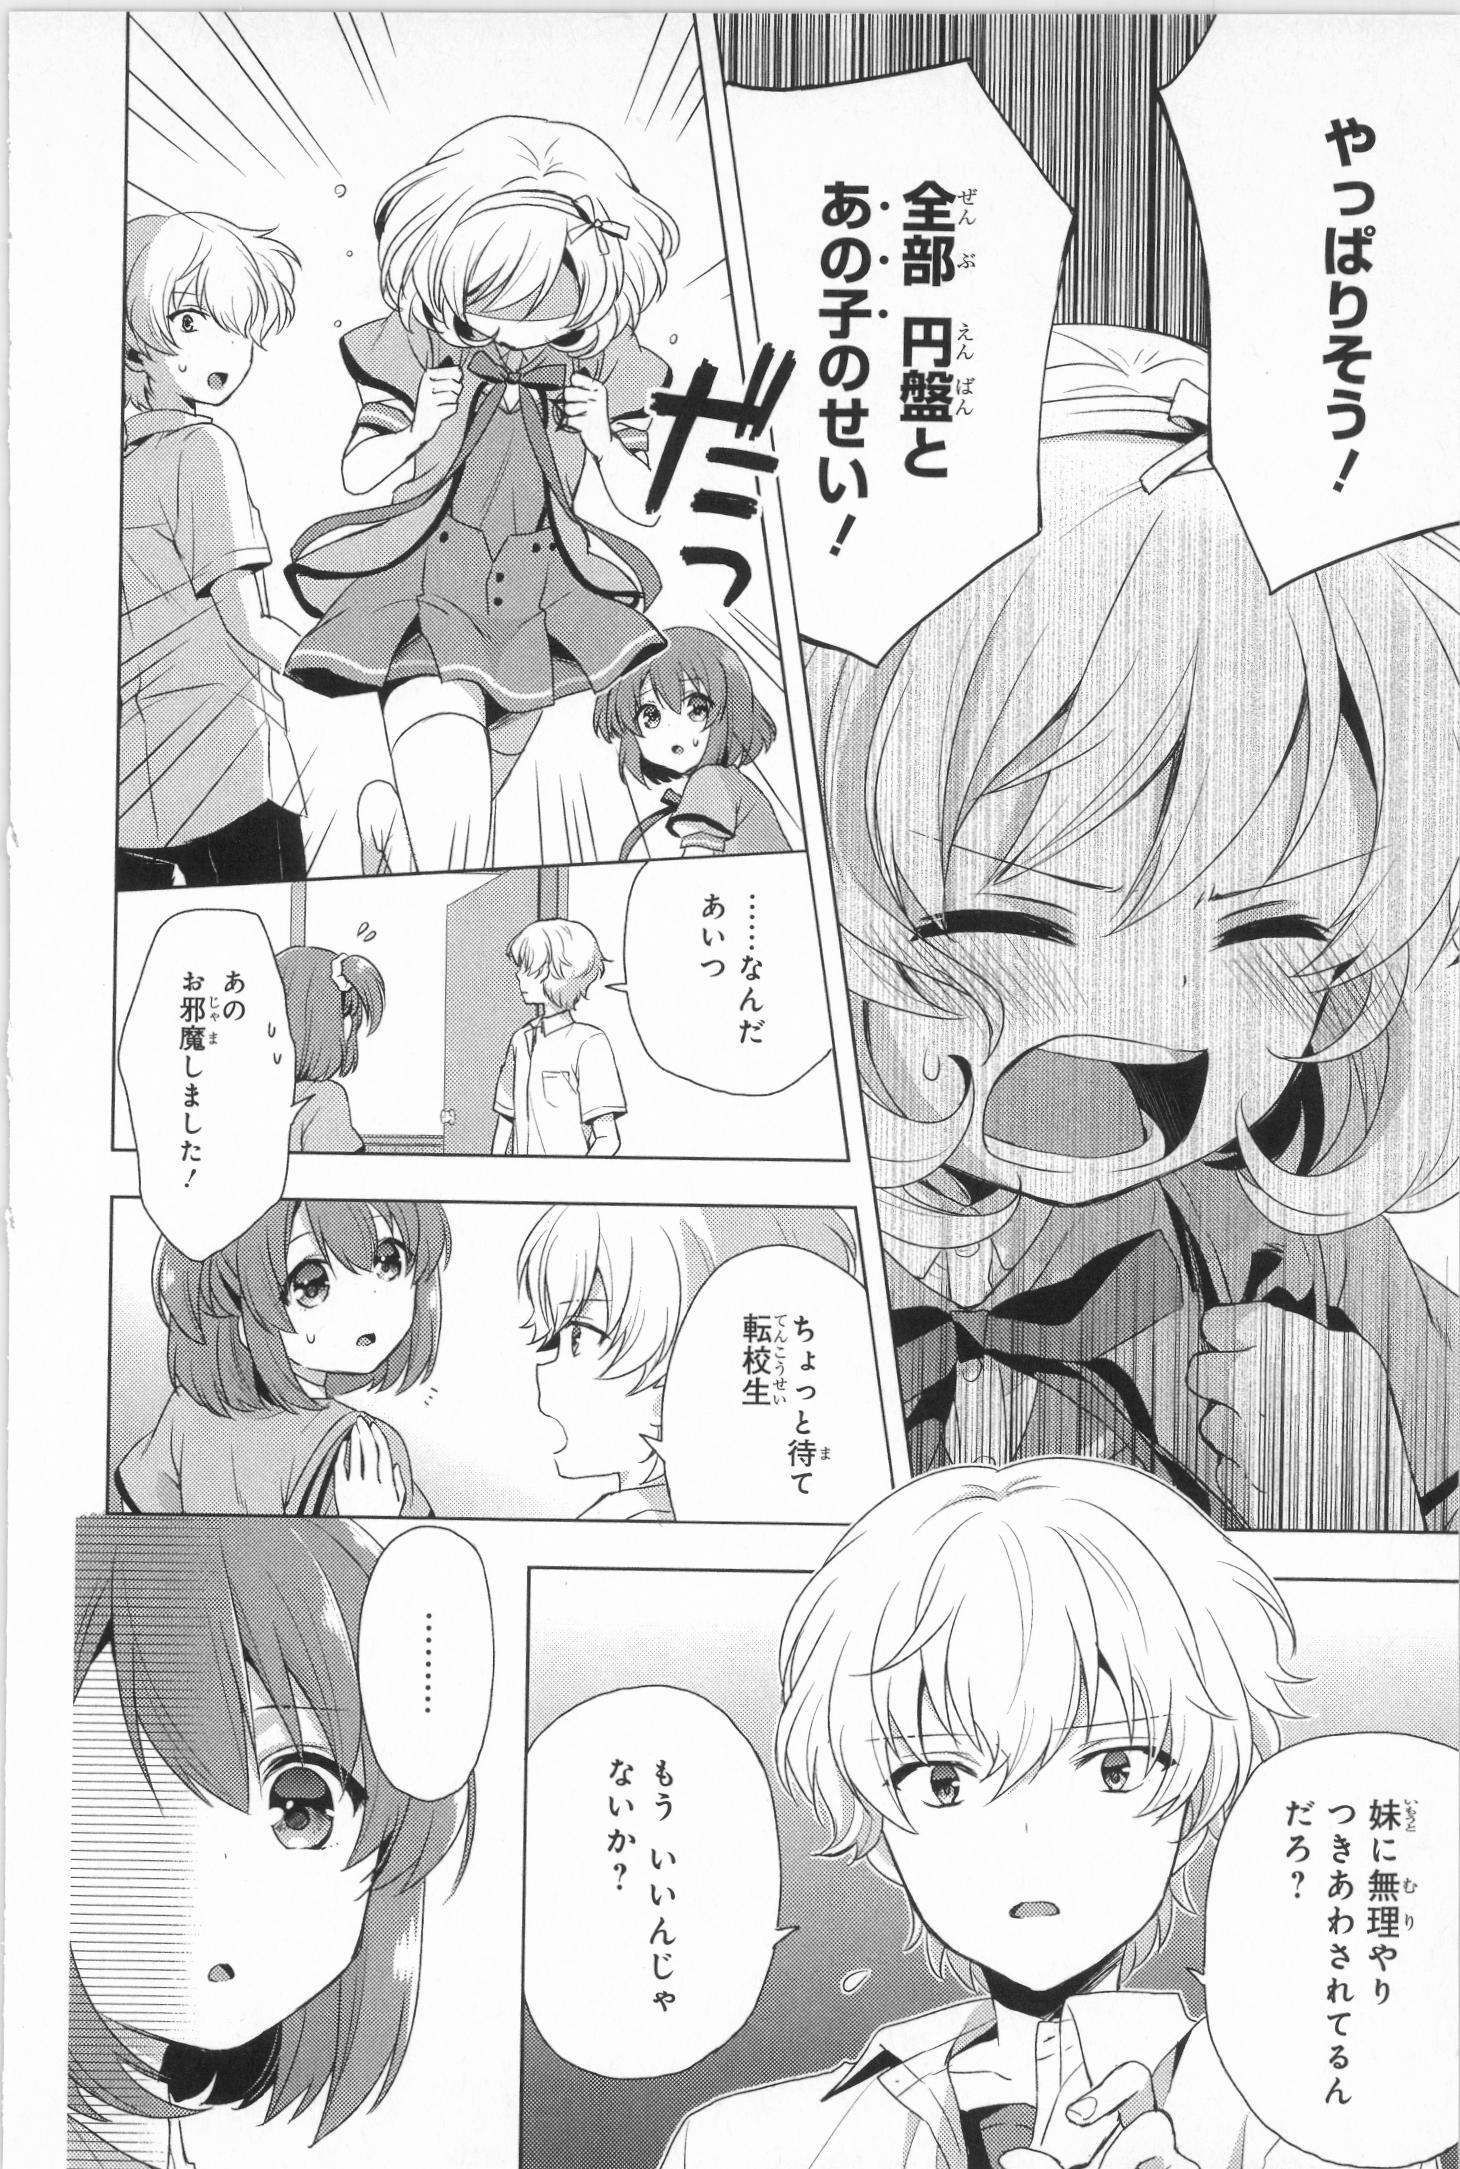 やっぱりそう!
全部 円盤と
あの子のせい!
だっ
……なんだ
あいつ
あの
お邪魔しました!
ちょっと待て
転校生
妹に無理やり
つきあわされてるん
だろ?
もう いいんじゃ
ないか?
………